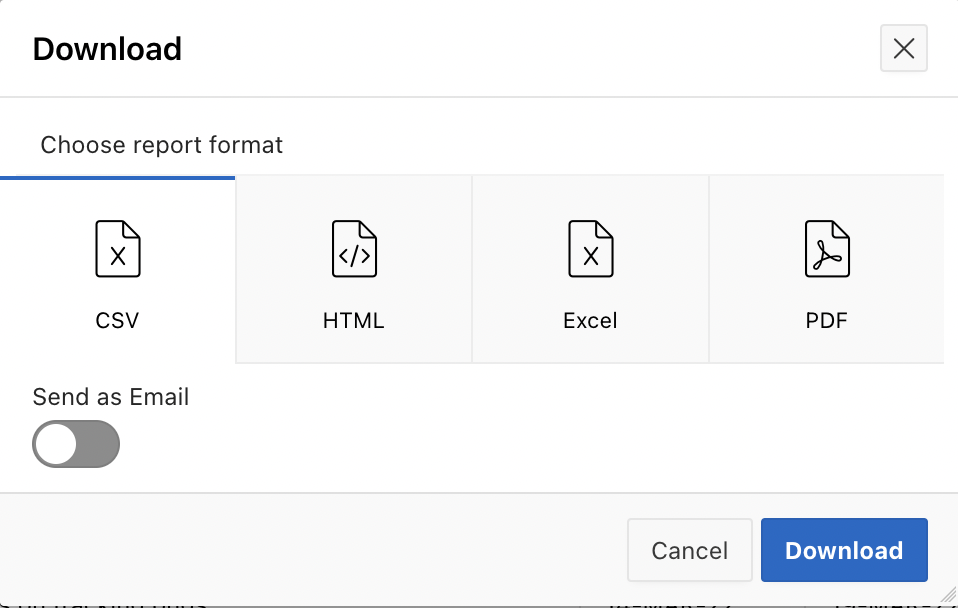 Download
Choose report format
CSV
HTML
Excel
PDF
Send as Email
Cancel
Download